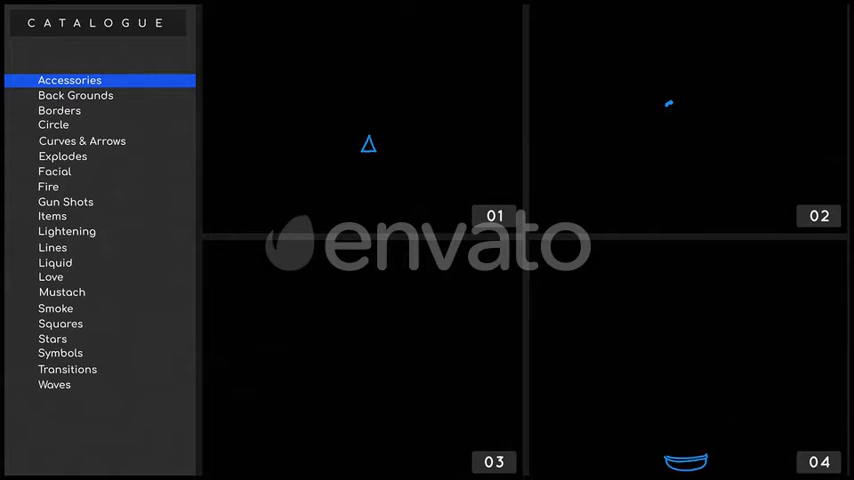 CATALOGUE
Accessories
Back Grounds
Borders
Circle
Curves & Arrows
Explodes
Facial
Fire
Gun Shots
Items
Lightening
Lines
Liquid
Love
Mustach
Smoke
Squares
Stars
Symbols
Transitions
Waves
01
02
envato
03
04